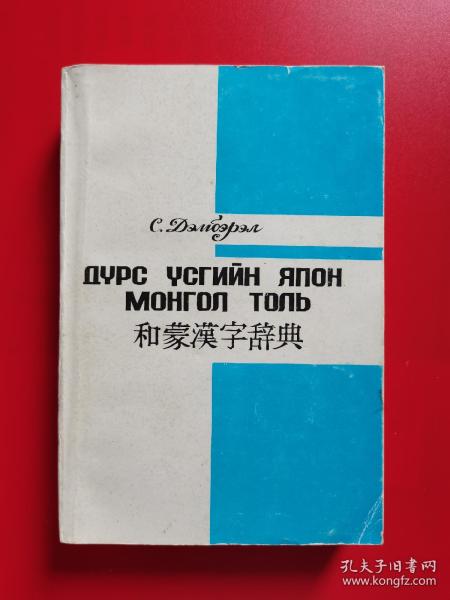 С. Дэмбэрэл
ДҮРС ҮСГИЙН ЯПОН
МОНГОЛ ТОЛЬ
和蒙漢字辞典
孔夫子旧书网
www.kongfz.com